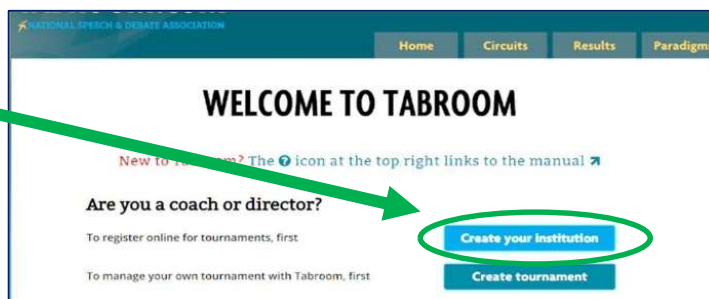 NATIONAL SPEECH & DEBATE ASSOCIATION
Home Circuits Results Paradigm
WELCOME TO TABROOM
New to The icon at the top right links to the manual
Are you a coach or director?
To register online for tournaments, first Create your institution
To manage your own tournament with Tabroom, first Create tournament